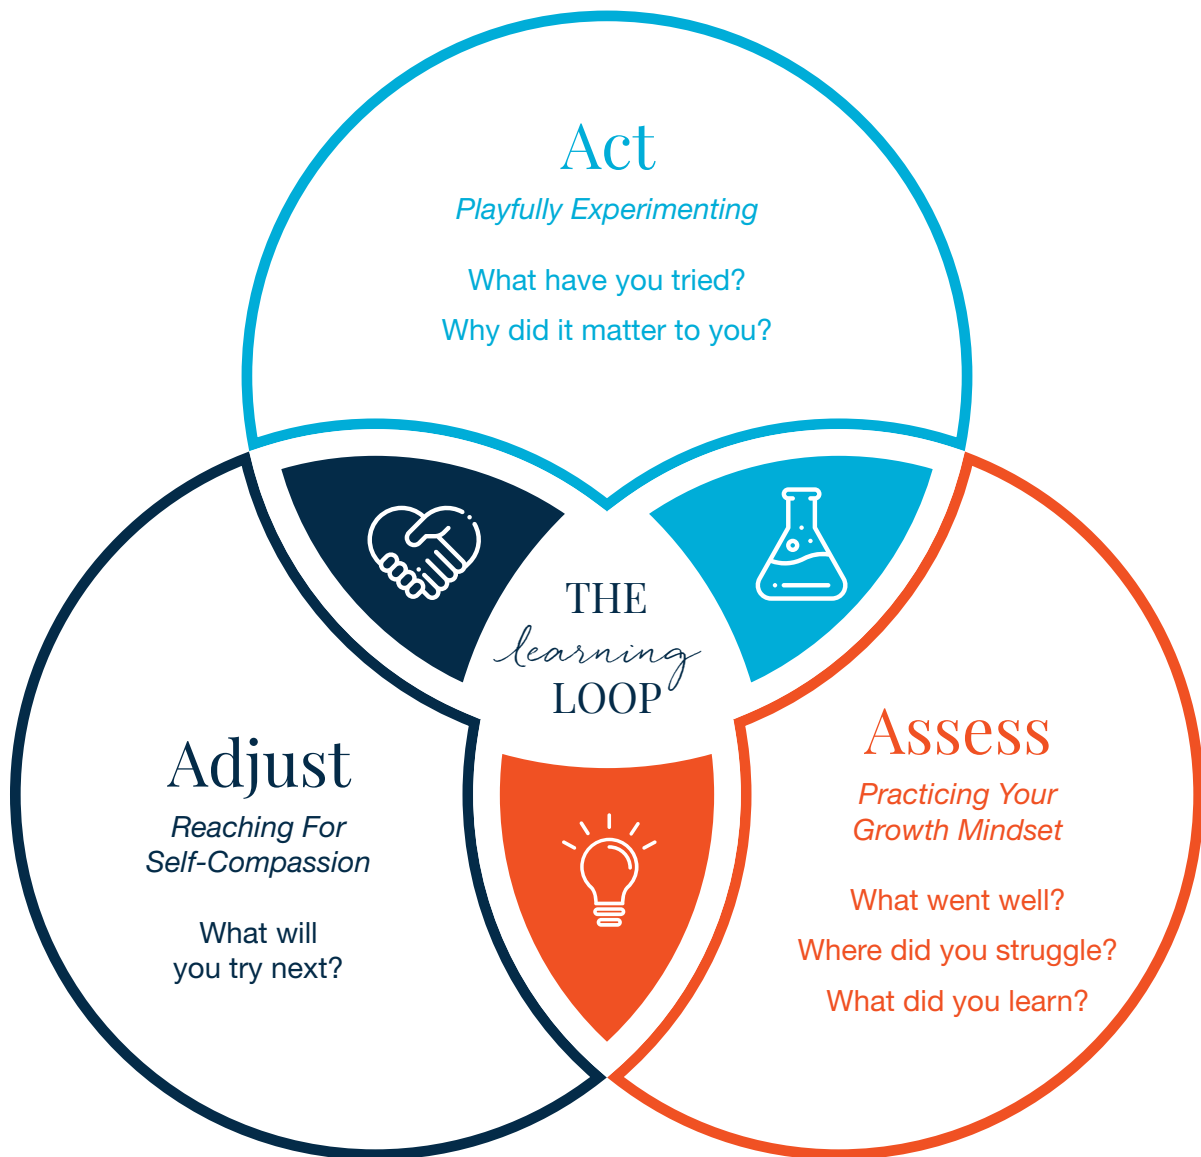 Act
Playfully Experimenting
What have you tried?
Why did it matter to you?
THE
learning
LOOP
Adjust
Reaching For
Self-Compassion
What will
you try next?
Assess
Practicing Your
Growth Mindset
What went well?
Where did you struggle?
What did you learn?